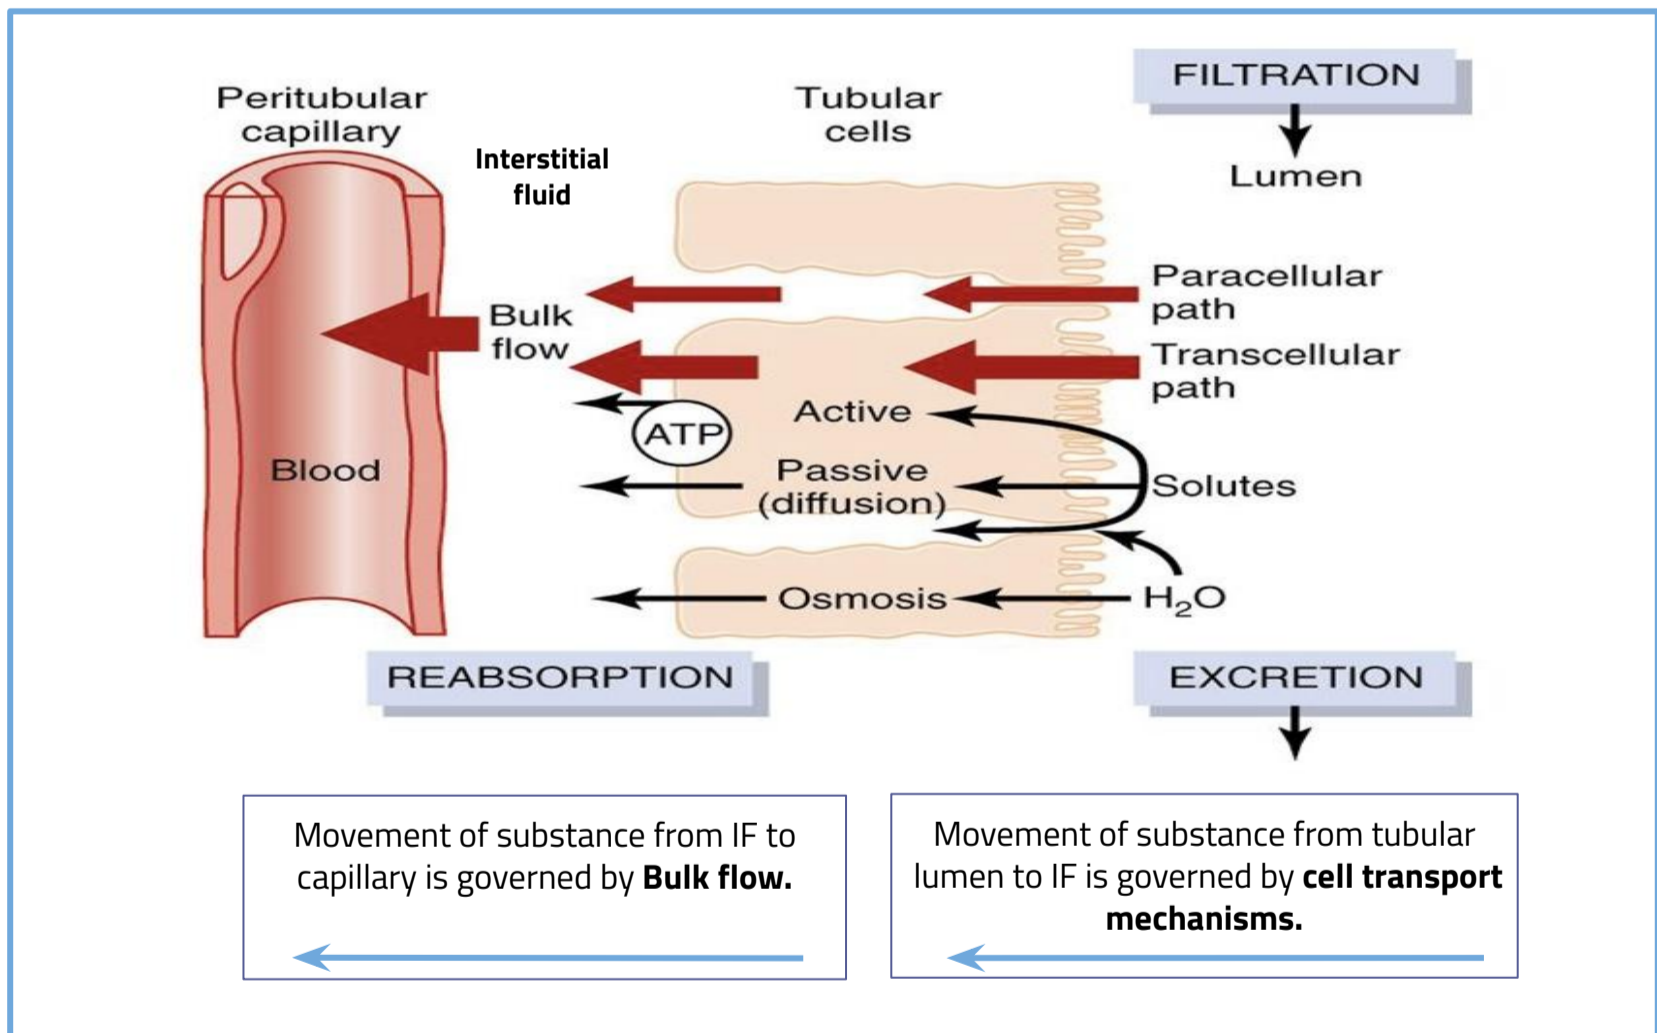 FILTRATION
Peritubular
capillary
Tubular
cells
Interstitial
fluid
Lumen
Paracellular
path
Bulk
flow
Transcellular
path
Active
ATP
Blood
Passive
(diffusion)
Solutes
Osmosis
H₂O
REABSORPTION
EXCRETION
Movement of substance from IF to
capillary is governed by Bulk flow.
Movement of substance from tubular
lumen to IF is governed by cell transport
mechanisms.